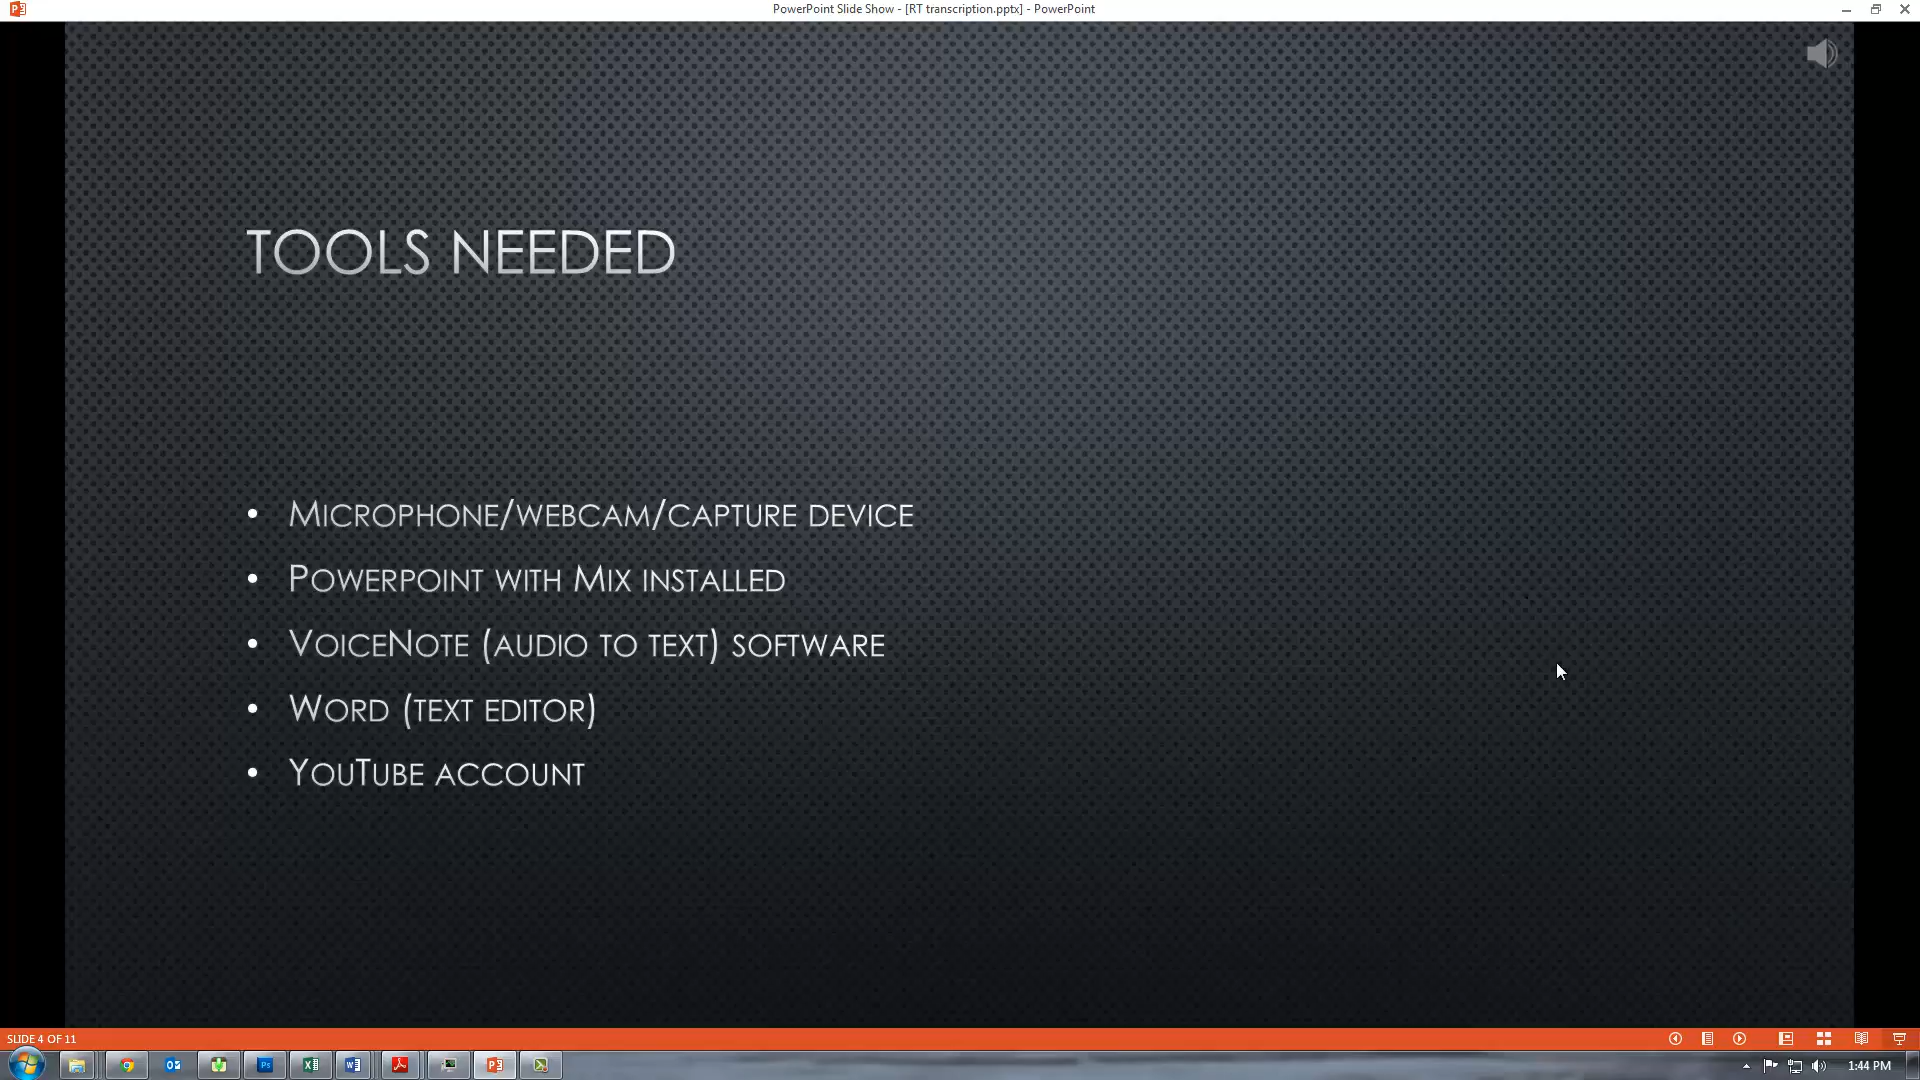 PowerPoint Slide Show - [RT transcription.pptx] - PowerPoint
TOOLS NEEDED
• MICROPHONE/WEBCAM/CAPTURE DEVICE
• POWERPOINT WITH MIX INSTALLED
• VOICENOTE (AUDIO TO TEXT) SOFTWARE
• WORD (TEXT EDITOR)
• YOUTUBE ACCOUNT
SLIDE 4 OF 11
Ps
1:44 PM